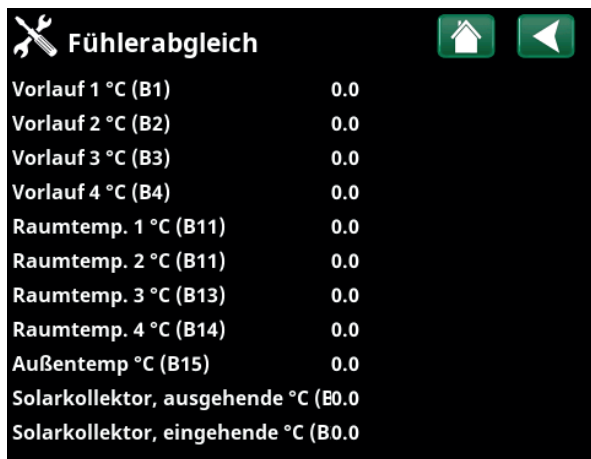 Fühlerabgleich
Vorlauf 1 °C (B1) 0.0
Vorlauf 2 °C (B2) 0.0
Vorlauf 3 °C (B3) 0.0
Vorlauf 4 °C (B4) 0.0
Raumtemp. 1 °C (B11) 0.0
Raumtemp. 2 °C (B11) 0.0
Raumtemp. 3 °C (B13) 0.0
Raumtemp. 4 °C (B14) 0.0
Außentemp °C (B15) 0.0
Solarkollektor, ausgehende °C (B0.0
Solarkollektor, eingehende °C (B0.0